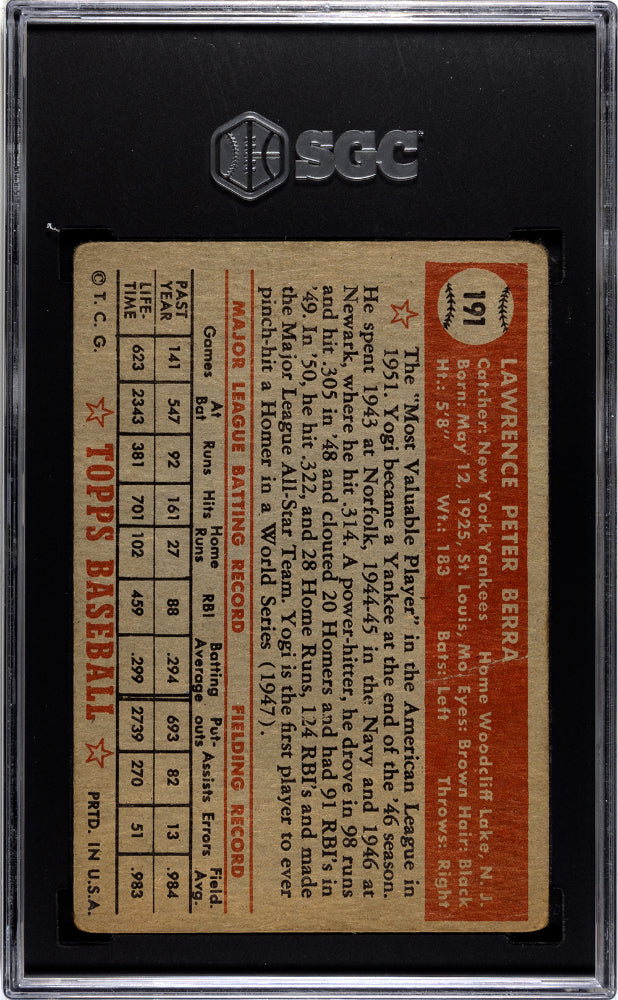 SGC
191
LAWRENCE PETER BERRA
Catcher: New York Yankees Home Woodcliff Lake, N. J.
Born: May 12, 1925, St. Louis, Mo. Eyes: Brown Hair: Black
Ht.: 5'8" Wt.: 183 Bats: Left Throws: Right
The "Most Valuable Player" in the American League in
1951. Yogi became a Yankee at the end of the '46 season.
He spent 1943 at Norfolk, 1944-45 in the Navy and 1946 at
Newark, where he hit .314. A power-hitter, he drove in 98 runs
and hit .305 in '48 and clouted 20 Homers and had 91 RBI's in
'49. In '50, he hit .322, and 28 Home Runs, 124 RBI's and made
the Major League All-Star Team. Yogi is the first player to ever
pinch-hit a Homer in a World Series (1947).
MAJOR LEAGUE BATTING RECORD FIELDING RECORD
Games At Bat Runs Hits Home Runs RBI Batting Average Put-outs Assists Errors Field. Avg.
PAST YEAR 141 547 92 161 27 88 .294 693 82 13 .984
LIFE-TIME 623 2343 381 701 102 459 .299 2739 270 51 .983
© T. C. G. TOPPS BASEBALL PRTD. IN U.S.A.